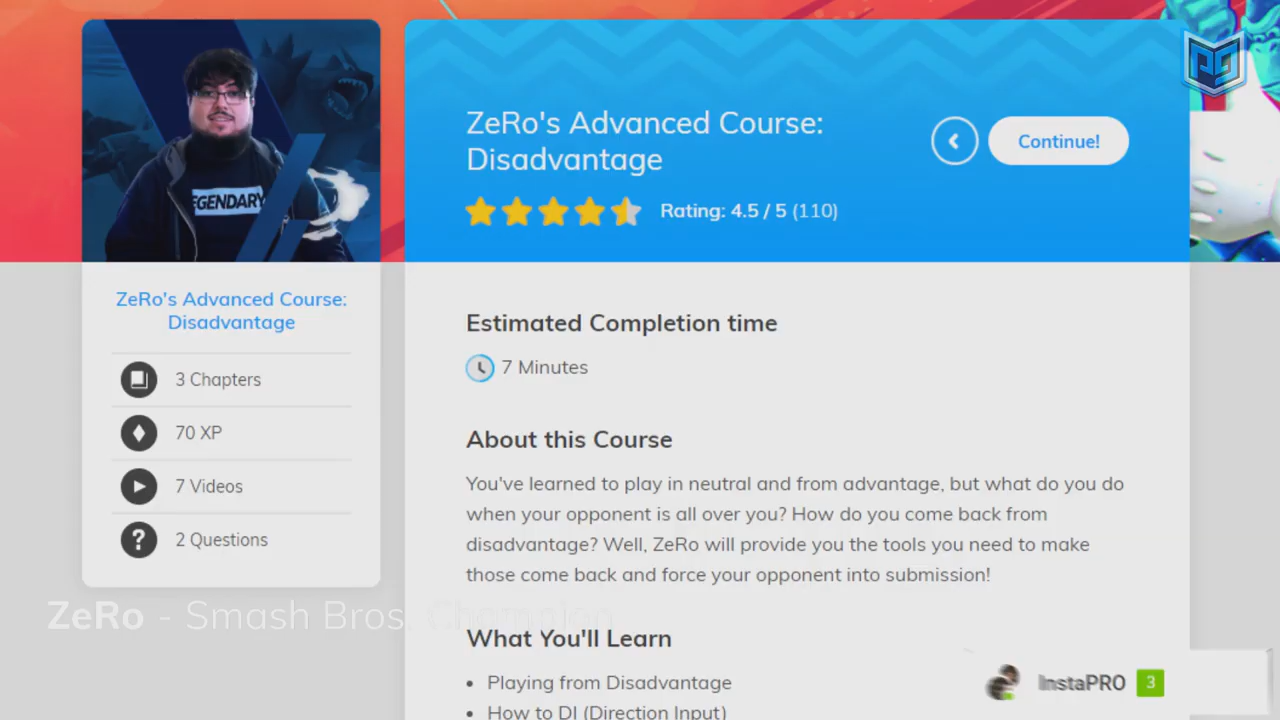 EGENDARY
ZeRo's Advanced Course:
Disadvantage
3 Chapters
70 XP
7 Videos
2 Questions
ZeRo - Smash Bros. Champion
ZeRo's Advanced Course:
Disadvantage
Rating: 4.5 / 5 (110)
Continue!
PG
Estimated Completion time
7 Minutes
About this Course
You've learned to play in neutral and from advantage, but what do you do
when your opponent is all over you? How do you come back from
disadvantage? Well, ZeRo will provide you the tools you need to make
those come back and force your opponent into submission!
What You'll Learn
• Playing from Disadvantage
• How to DI (Direction Input)
InstaPRO 3